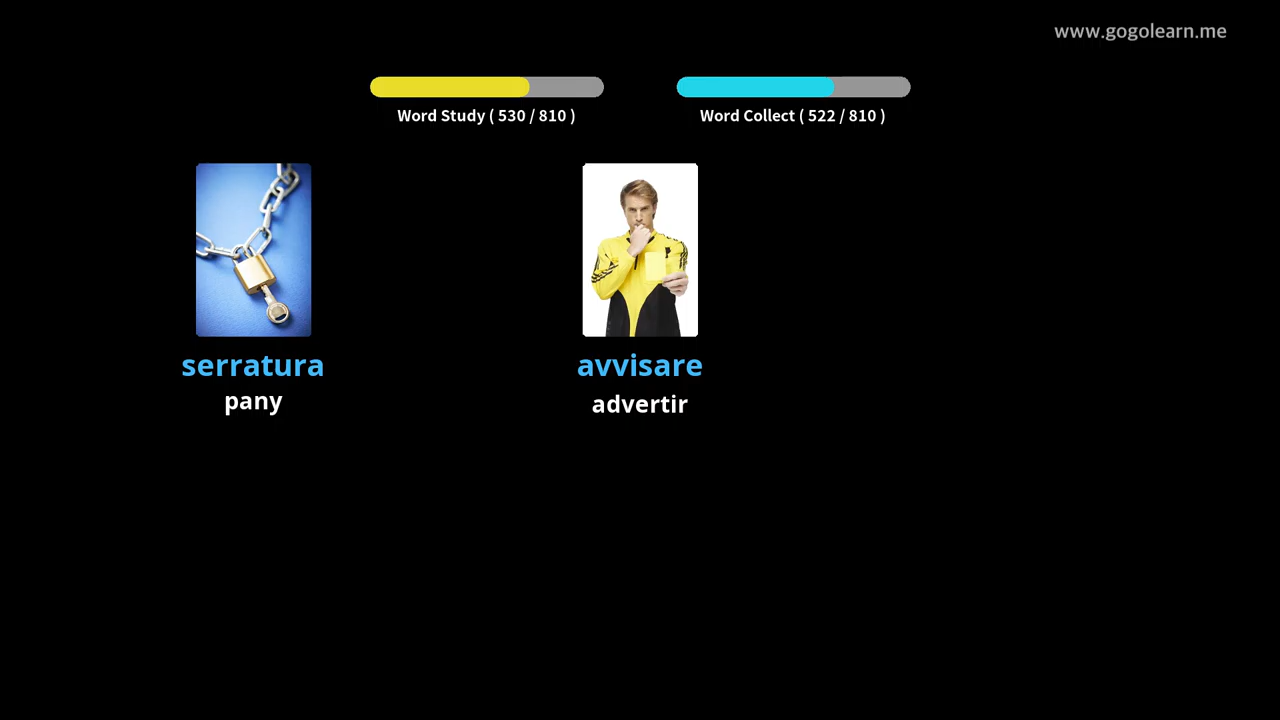 www.gogolearn.me
Word Study ( 530 / 810 )
Word Collect ( 522 / 810 )
serratura
pany
avvisare
advertir